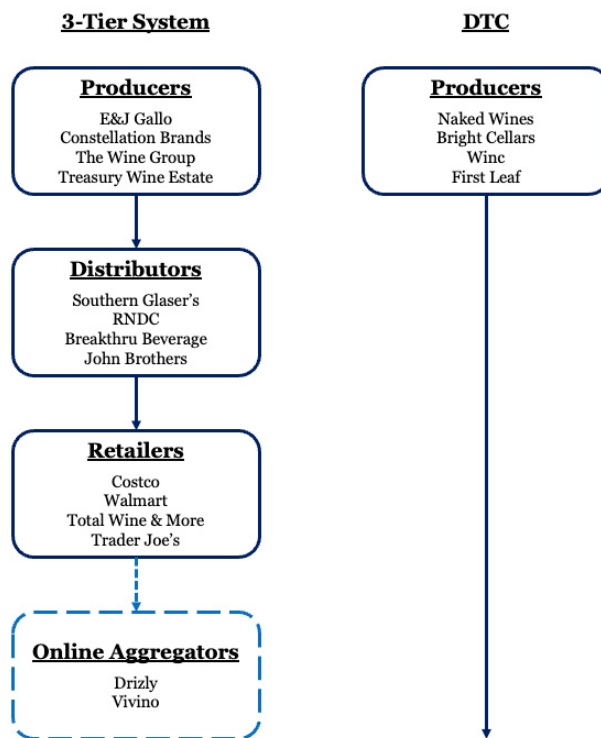 3-Tier System
Producers
E&J Gallo
Constellation Brands
The Wine Group
Treasury Wine Estate
Distributors
Southern Glaser's
RNDC
Breakthru Beverage
John Brothers
Retailers
Costco
Walmart
Total Wine & More
Trader Joe's
Online Aggregators
Drizly
Vivino
DTC
Producers
Naked Wines
Bright Cellars
Winc
First Leaf